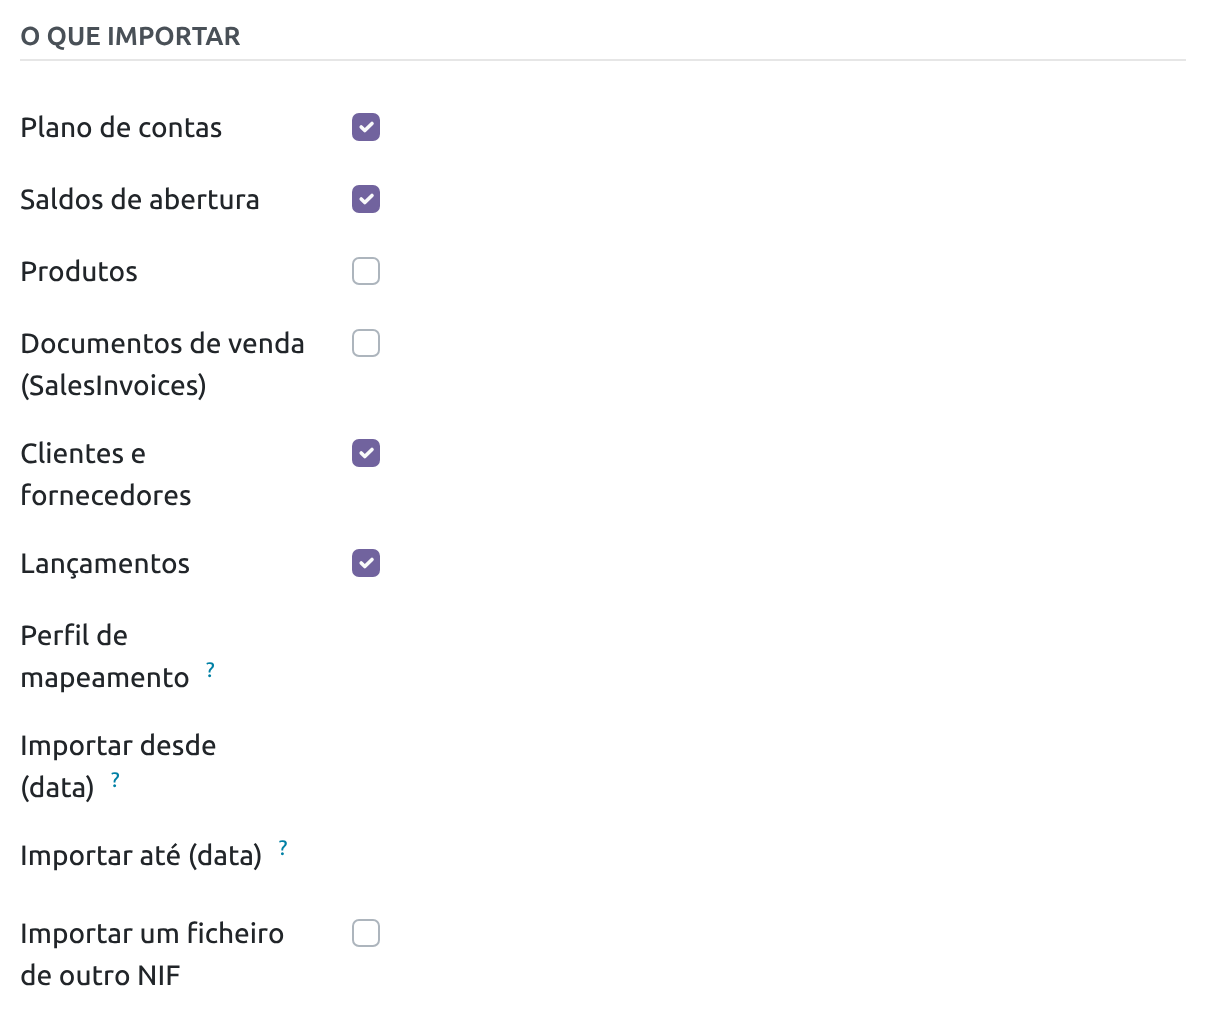 O QUE IMPORTAR
Plano de contas
Saldos de abertura
Produtos
Documentos de venda
(SalesInvoices)
Clientes e
fornecedores
Lançamentos
Perfil de
mapeamento ?
Importar desde
(data) ?
Importar até (data) ?
Importar um ficheiro
de outro NIF